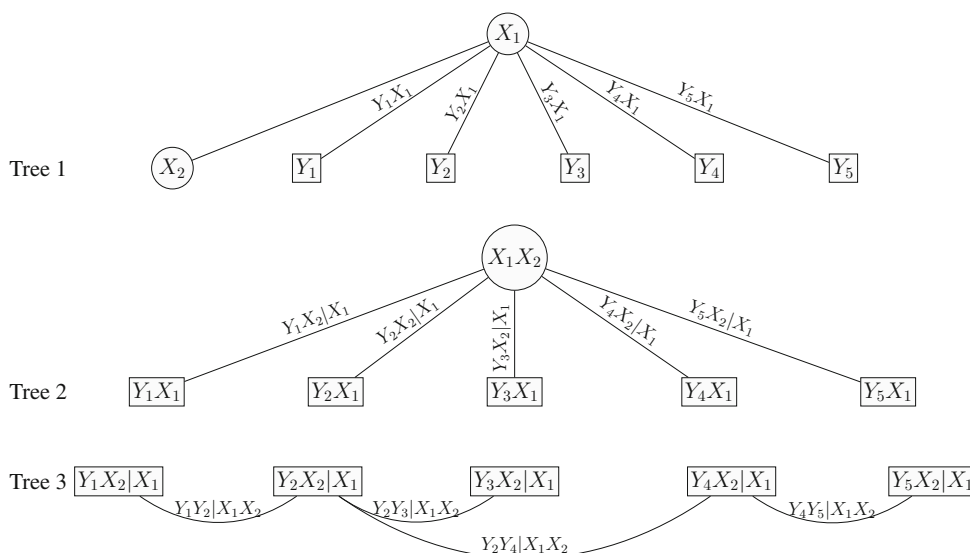 X₁
Y₁X₁ Y₂X₁ Y₃X₁ Y₄X₁ Y₅X₁
Tree 1 X₂ Y₁ Y₂ Y₃ Y₄ Y₅
X₁X₂
Y₁X₂|X₁ Y₂X₂|X₁ Y₃X₂|X₁ Y₄X₂|X₁ Y₅X₂|X₁
Tree 2 Y₁X₁ Y₂X₁ Y₃X₁ Y₄X₁ Y₅X₁
Tree 3 Y₁X₂|X₁ Y₂X₂|X₁ Y₃X₂|X₁ Y₄X₂|X₁ Y₅X₂|X₁
Y₁Y₂|X₁X₂ Y₂Y₃|X₁X₂ Y₄Y₅|X₁X₂
Y₂Y₄|X₁X₂